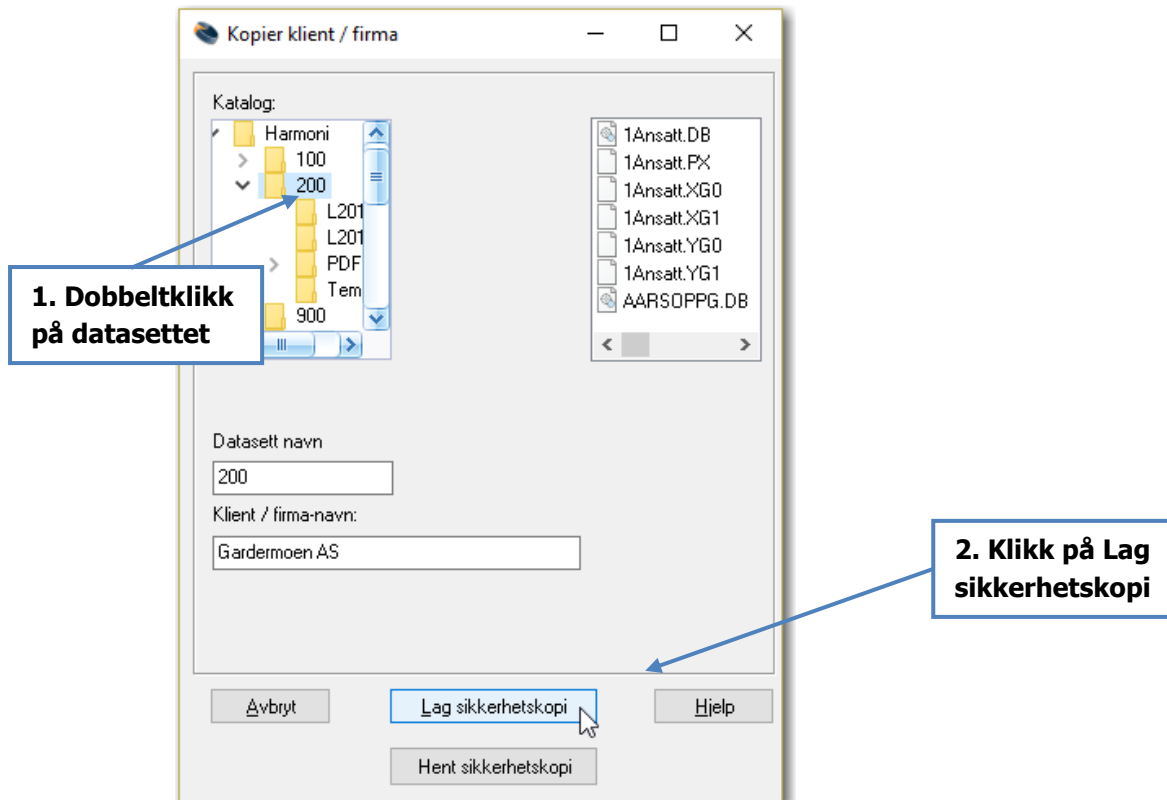 Kopier klient / firma
Katalog:
Harmoni
100
200
L201
L201
PDF
Tem
900
1Ansatt.DB
1Ansatt.PX
1Ansatt.XG0
1Ansatt.XG1
1Ansatt.YG0
1Ansatt.YG1
AARSOPPG.DB
1. Dobbeltklikk
på datasettet
Datasett navn
200
Klient / firma-navn:
Gardermoen AS
2. Klikk på Lag
sikkerhetskopi
Avbryt
Lag sikkerhetskopi
Hjelp
Hent sikkerhetskopi